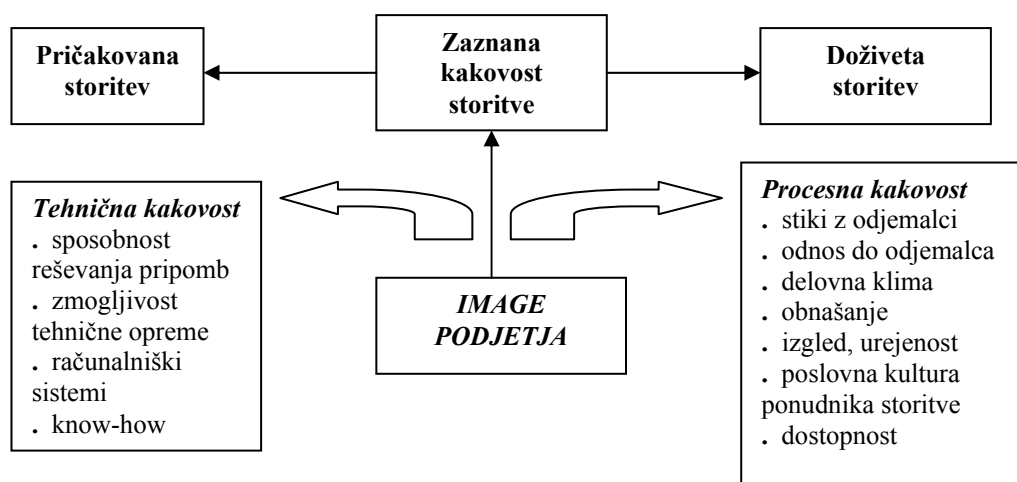 Pričakovana
storitev
Zaznana
kakovost
storitve
Doživeta
storitev
Tehnična kakovost
. sposobnost
reševanja pripomb
. zmogljivost
tehnične opreme
. računalniški
sistemi
. know-how
IMAGE
PODJETJA
Procesna kakovost
. stiki z odjemalci
. odnos do odjemalca
. delovna klima
. obnašanje
. izgled, urejenost
. poslovna kultura
ponudnika storitve
. dostopnost